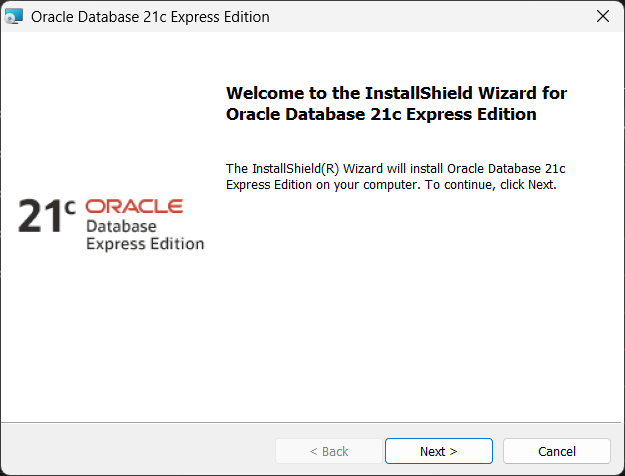 Oracle Database 21c Express Edition
Welcome to the InstallShield Wizard for
Oracle Database 21c Express Edition
The InstallShield(R) Wizard will install Oracle Database 21c
Express Edition on your computer. To continue, click Next.
21c ORACLE
Database
Express Edition
< Back
Next >
Cancel